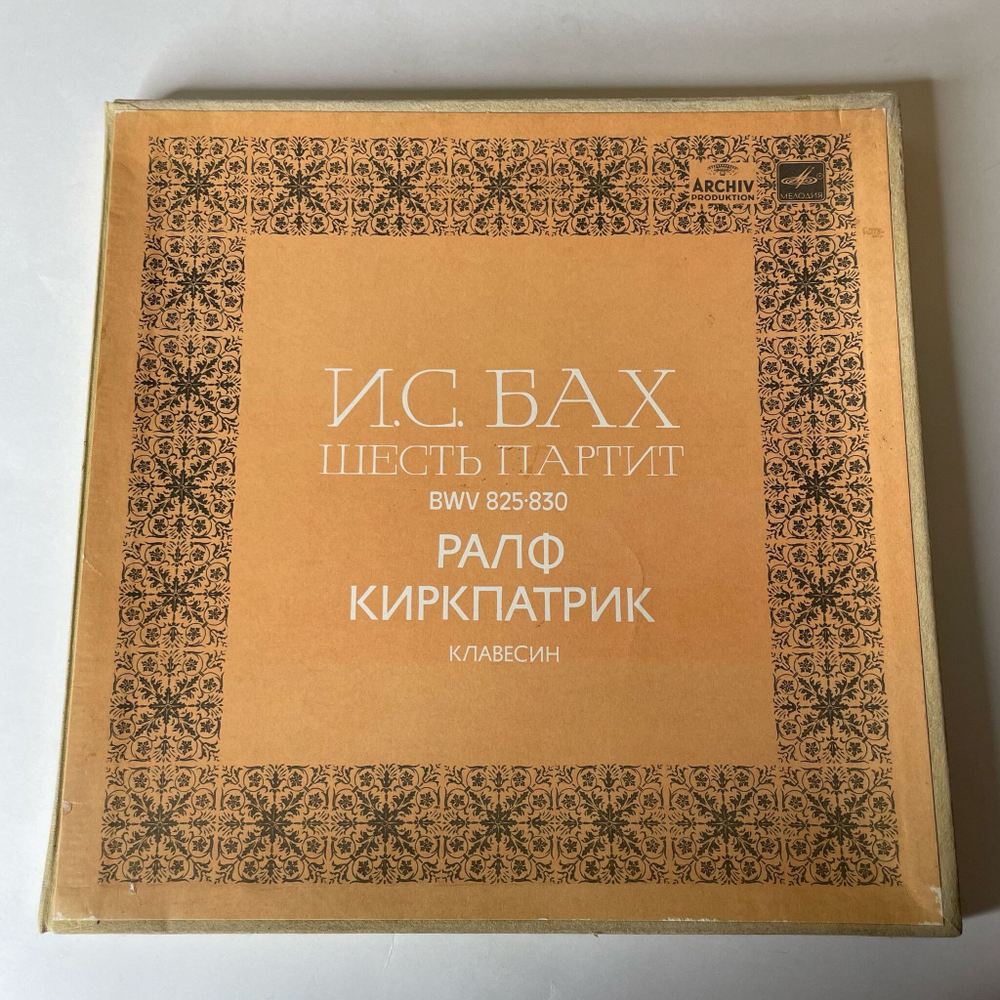 ARCHIV
PRODUKTION
МЕЛОДИЯ
И.С. БАХ
ШЕСТЬ ПАРТИТ
BWV 825·830
РАЛФ
КИРКПАТРИК
КЛАВЕСИН